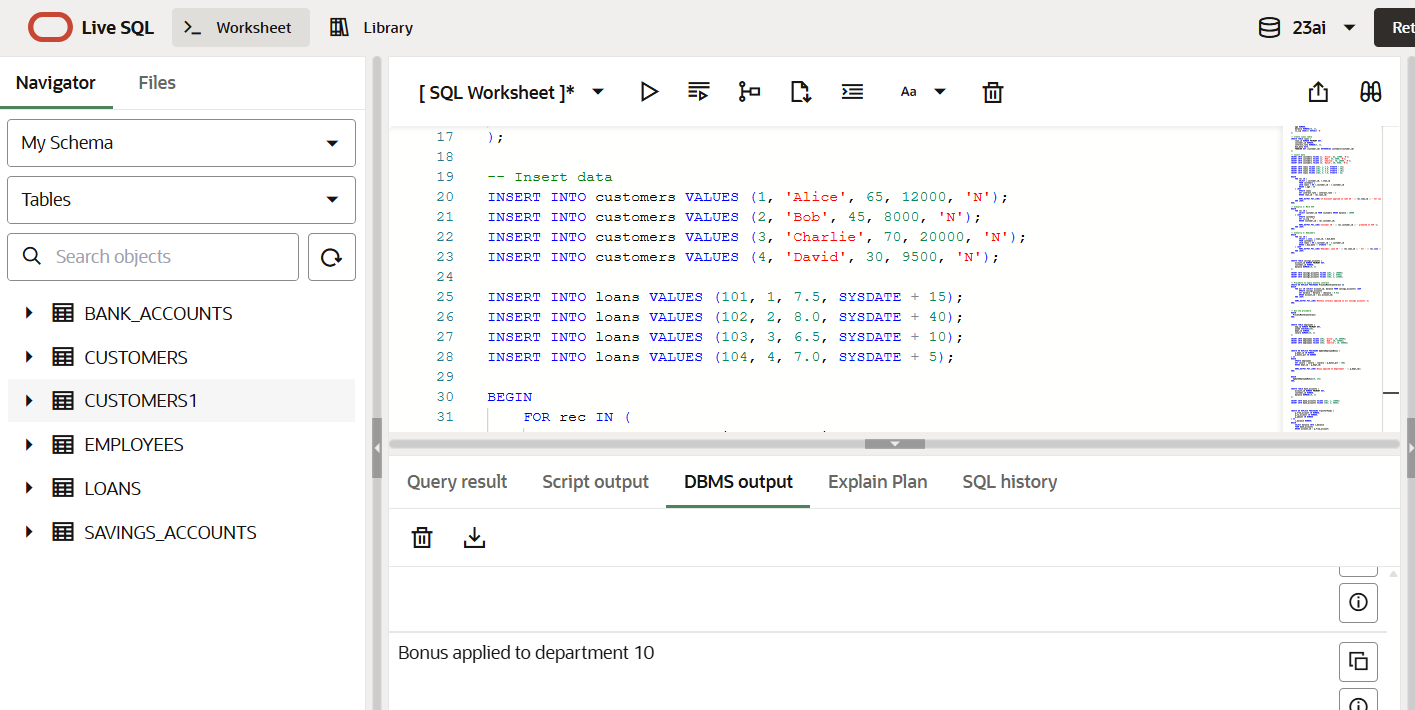 Live SQL
Worksheet
Library
23ai
Ret
Navigator
Files
My Schema
Tables
Search objects
BANK_ACCOUNTS
CUSTOMERS
CUSTOMERS1
EMPLOYEES
LOANS
SAVINGS_ACCOUNTS
[ SQL Worksheet ]*
Aa
17 );
18
19 -- Insert data
20 INSERT INTO customers VALUES (1, 'Alice', 65, 12000, 'N');
21 INSERT INTO customers VALUES (2, 'Bob', 45, 8000, 'N');
22 INSERT INTO customers VALUES (3, 'Charlie', 70, 20000, 'N');
23 INSERT INTO customers VALUES (4, 'David', 30, 9500, 'N');
24
25 INSERT INTO loans VALUES (101, 1, 7.5, SYSDATE + 15);
26 INSERT INTO loans VALUES (102, 2, 8.0, SYSDATE + 40);
27 INSERT INTO loans VALUES (103, 3, 6.5, SYSDATE + 10);
28 INSERT INTO loans VALUES (104, 4, 7.0, SYSDATE + 5);
29
30 BEGIN
31 FOR rec IN (
Query result
Script output
DBMS output
Explain Plan
SQL history
Bonus applied to department 10